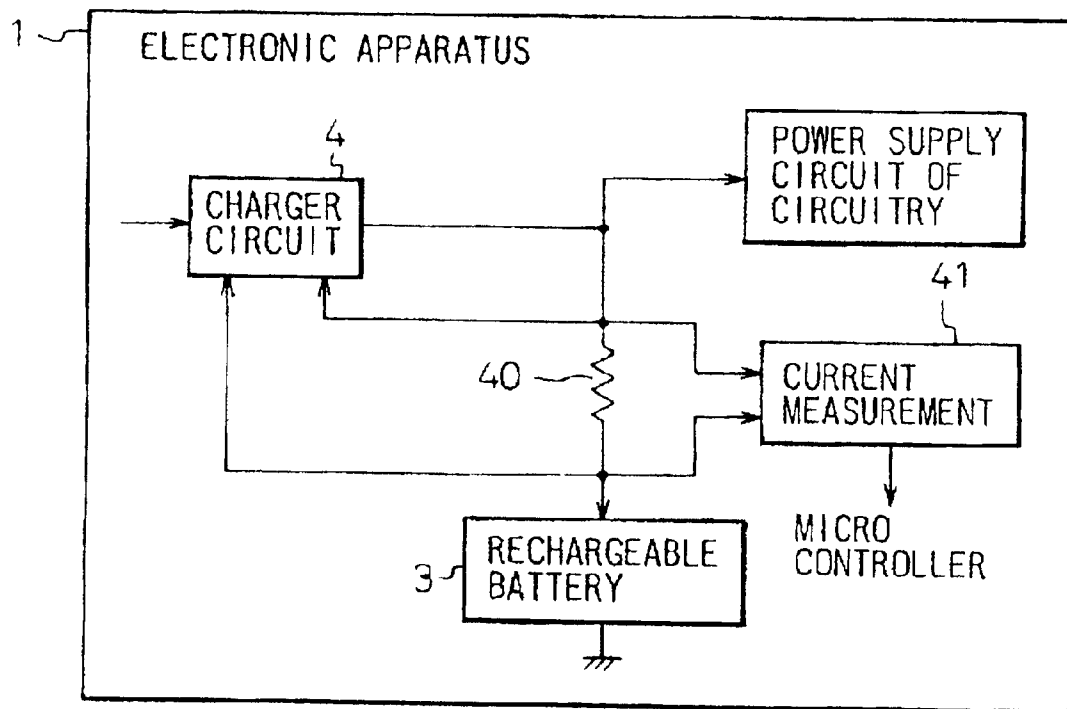 1
ELECTRONIC APPARATUS
4
CHARGER
CIRCUIT
POWER SUPPLY
CIRCUIT OF
CIRCUITRY
41
40
CURRENT
MEASUREMENT
3
RECHARGEABLE
BATTERY
MICRO
CONTROLLER